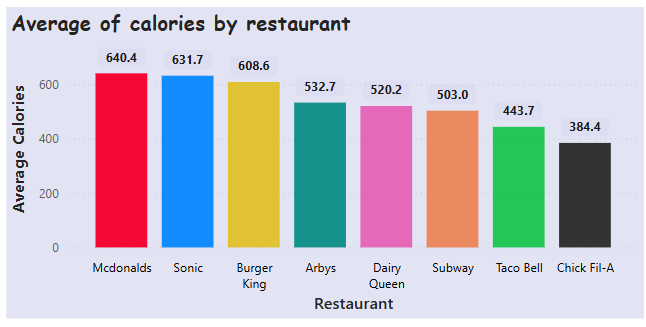 Average of calories by restaurant
640.4
631.7
608.6
532.7
520.2
503.0
443.7
384.4
Average Calories
600
400
200
0
Mcdonalds
Sonic
Burger
King
Arbys
Dairy
Queen
Subway
Taco Bell
Chick Fil-A
Restaurant